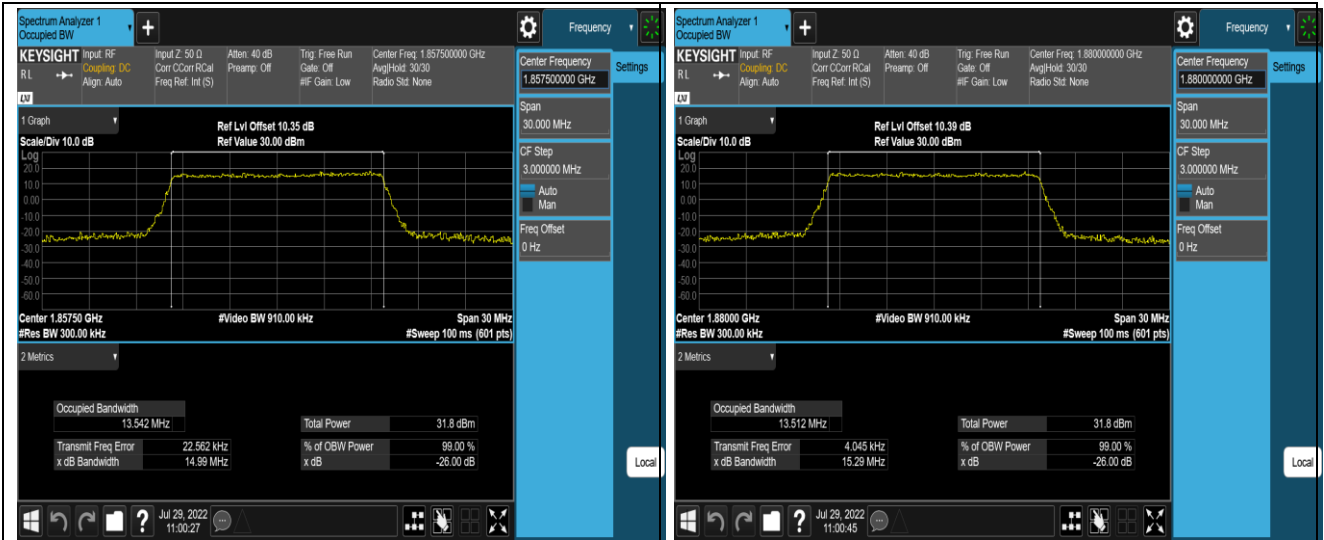 Spectrum Analyzer 1
Occupied BW
Frequency
KEYSIGHT
RL
LXI
Input: RF
Coupling: DC
Align: Auto
Input Z: 50 Ω
Corr CCorr RCal
Freq Ref: Int (S)
Atten: 40 dB
Preamp: Off
Trig: Free Run
Gate: Off
#IF Gain: Low
Center Freq: 1.857500000 GHz
Avg|Hold: 30/30
Radio Std: None
Center Frequency
1.857500000 GHz
Settings
Span
30.000 MHz
CF Step
3.000000 MHz
Auto
Man
Freq Offset
0 Hz
Local
1 Graph
Scale/Div 10.0 dB
Ref Lvl Offset 10.35 dB
Ref Value 30.00 dBm
Log
20.0
10.0
0.00
-10.0
-20.0
-30.0
-40.0
-50.0
-60.0
Center 1.85750 GHz
#Video BW 910.00 kHz
Span 30 MHz
#Res BW 300.00 kHz
#Sweep 100 ms (601 pts)
2 Metrics
Occupied Bandwidth
13.542 MHz
Total Power 31.8 dBm
Transmit Freq Error 22.562 kHz
% of OBW Power 99.00 %
x dB Bandwidth 14.99 MHz
x dB -26.00 dB
?
Jul 29, 2022
11:00:27
Spectrum Analyzer 1
Occupied BW
Frequency
KEYSIGHT
RL
LXI
Input: RF
Coupling: DC
Align: Auto
Input Z: 50 Ω
Corr CCorr RCal
Freq Ref: Int (S)
Atten: 40 dB
Preamp: Off
Trig: Free Run
Gate: Off
#IF Gain: Low
Center Freq: 1.880000000 GHz
Avg|Hold: 30/30
Radio Std: None
Center Frequency
1.880000000 GHz
Settings
Span
30.000 MHz
CF Step
3.000000 MHz
Auto
Man
Freq Offset
0 Hz
Local
1 Graph
Scale/Div 10.0 dB
Ref Lvl Offset 10.39 dB
Ref Value 30.00 dBm
Log
20.0
10.0
0.00
-10.0
-20.0
-30.0
-40.0
-50.0
-60.0
Center 1.88000 GHz
#Video BW 910.00 kHz
Span 30 MHz
#Res BW 300.00 kHz
#Sweep 100 ms (601 pts)
2 Metrics
Occupied Bandwidth
13.512 MHz
Total Power 31.8 dBm
Transmit Freq Error 4.045 kHz
% of OBW Power 99.00 %
x dB Bandwidth 15.29 MHz
x dB -26.00 dB
?
Jul 29, 2022
11:00:45